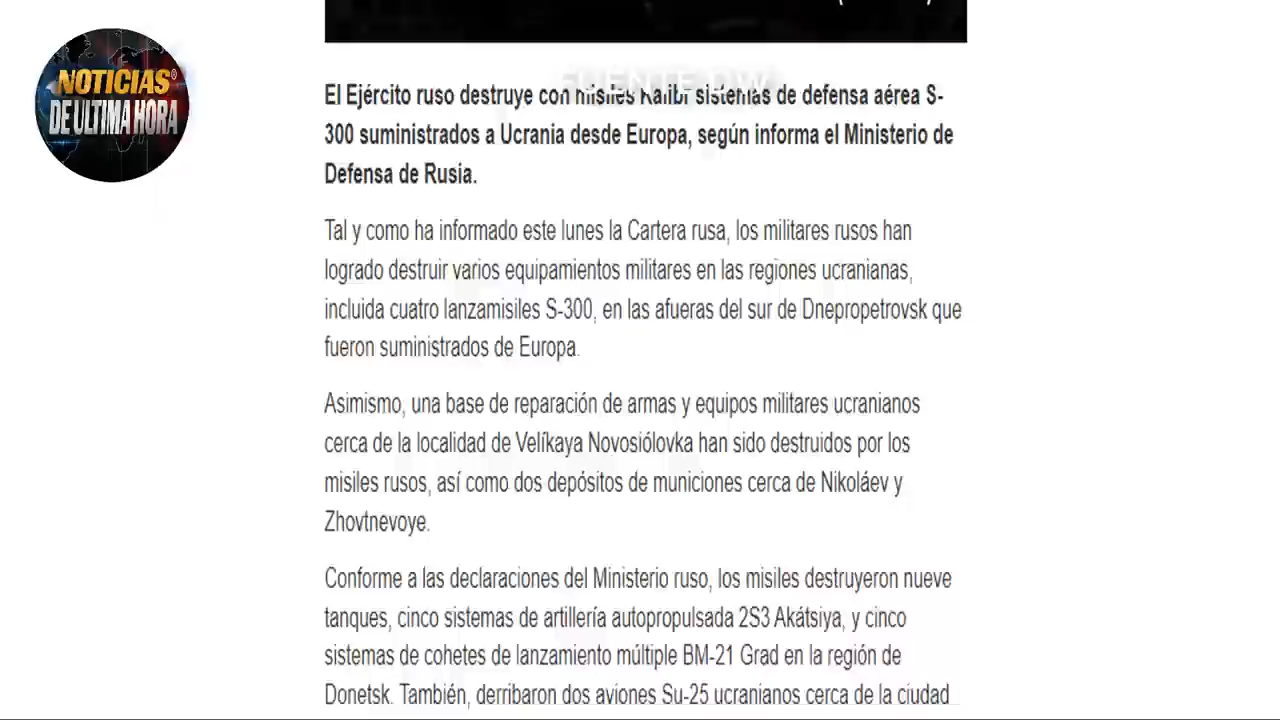 NOTICIAS®
DE ULTIMA HORA
FUENTE: DW
El Ejército ruso destruye con misiles Kalibr sistemas de defensa aérea S-
300 suministrados a Ucrania desde Europa, según informa el Ministerio de
Defensa de Rusia.
Tal y como ha informado este lunes la Cartera rusa, los militares rusos han
logrado destruir varios equipamientos militares en las regiones ucranianas,
incluida cuatro lanzamisiles S-300, en las afueras del sur de Dnepropetrovsk que
fueron suministrados de Europa.
Asimismo, una base de reparación de armas y equipos militares ucranianos
cerca de la localidad de Velíkaya Novosiólovka han sido destruidos por los
misiles rusos, así como dos depósitos de municiones cerca de Nikoláev y
Zhovtnevoye.
Conforme a las declaraciones del Ministerio ruso, los misiles destruyeron nueve
tanques, cinco sistemas de artillería autopropulsada 2S3 Akátsiya, y cinco
sistemas de cohetes de lanzamiento múltiple BM-21 Grad en la región de
Donetsk. También, derribaron dos aviones Su-25 ucranianos cerca de la ciudad